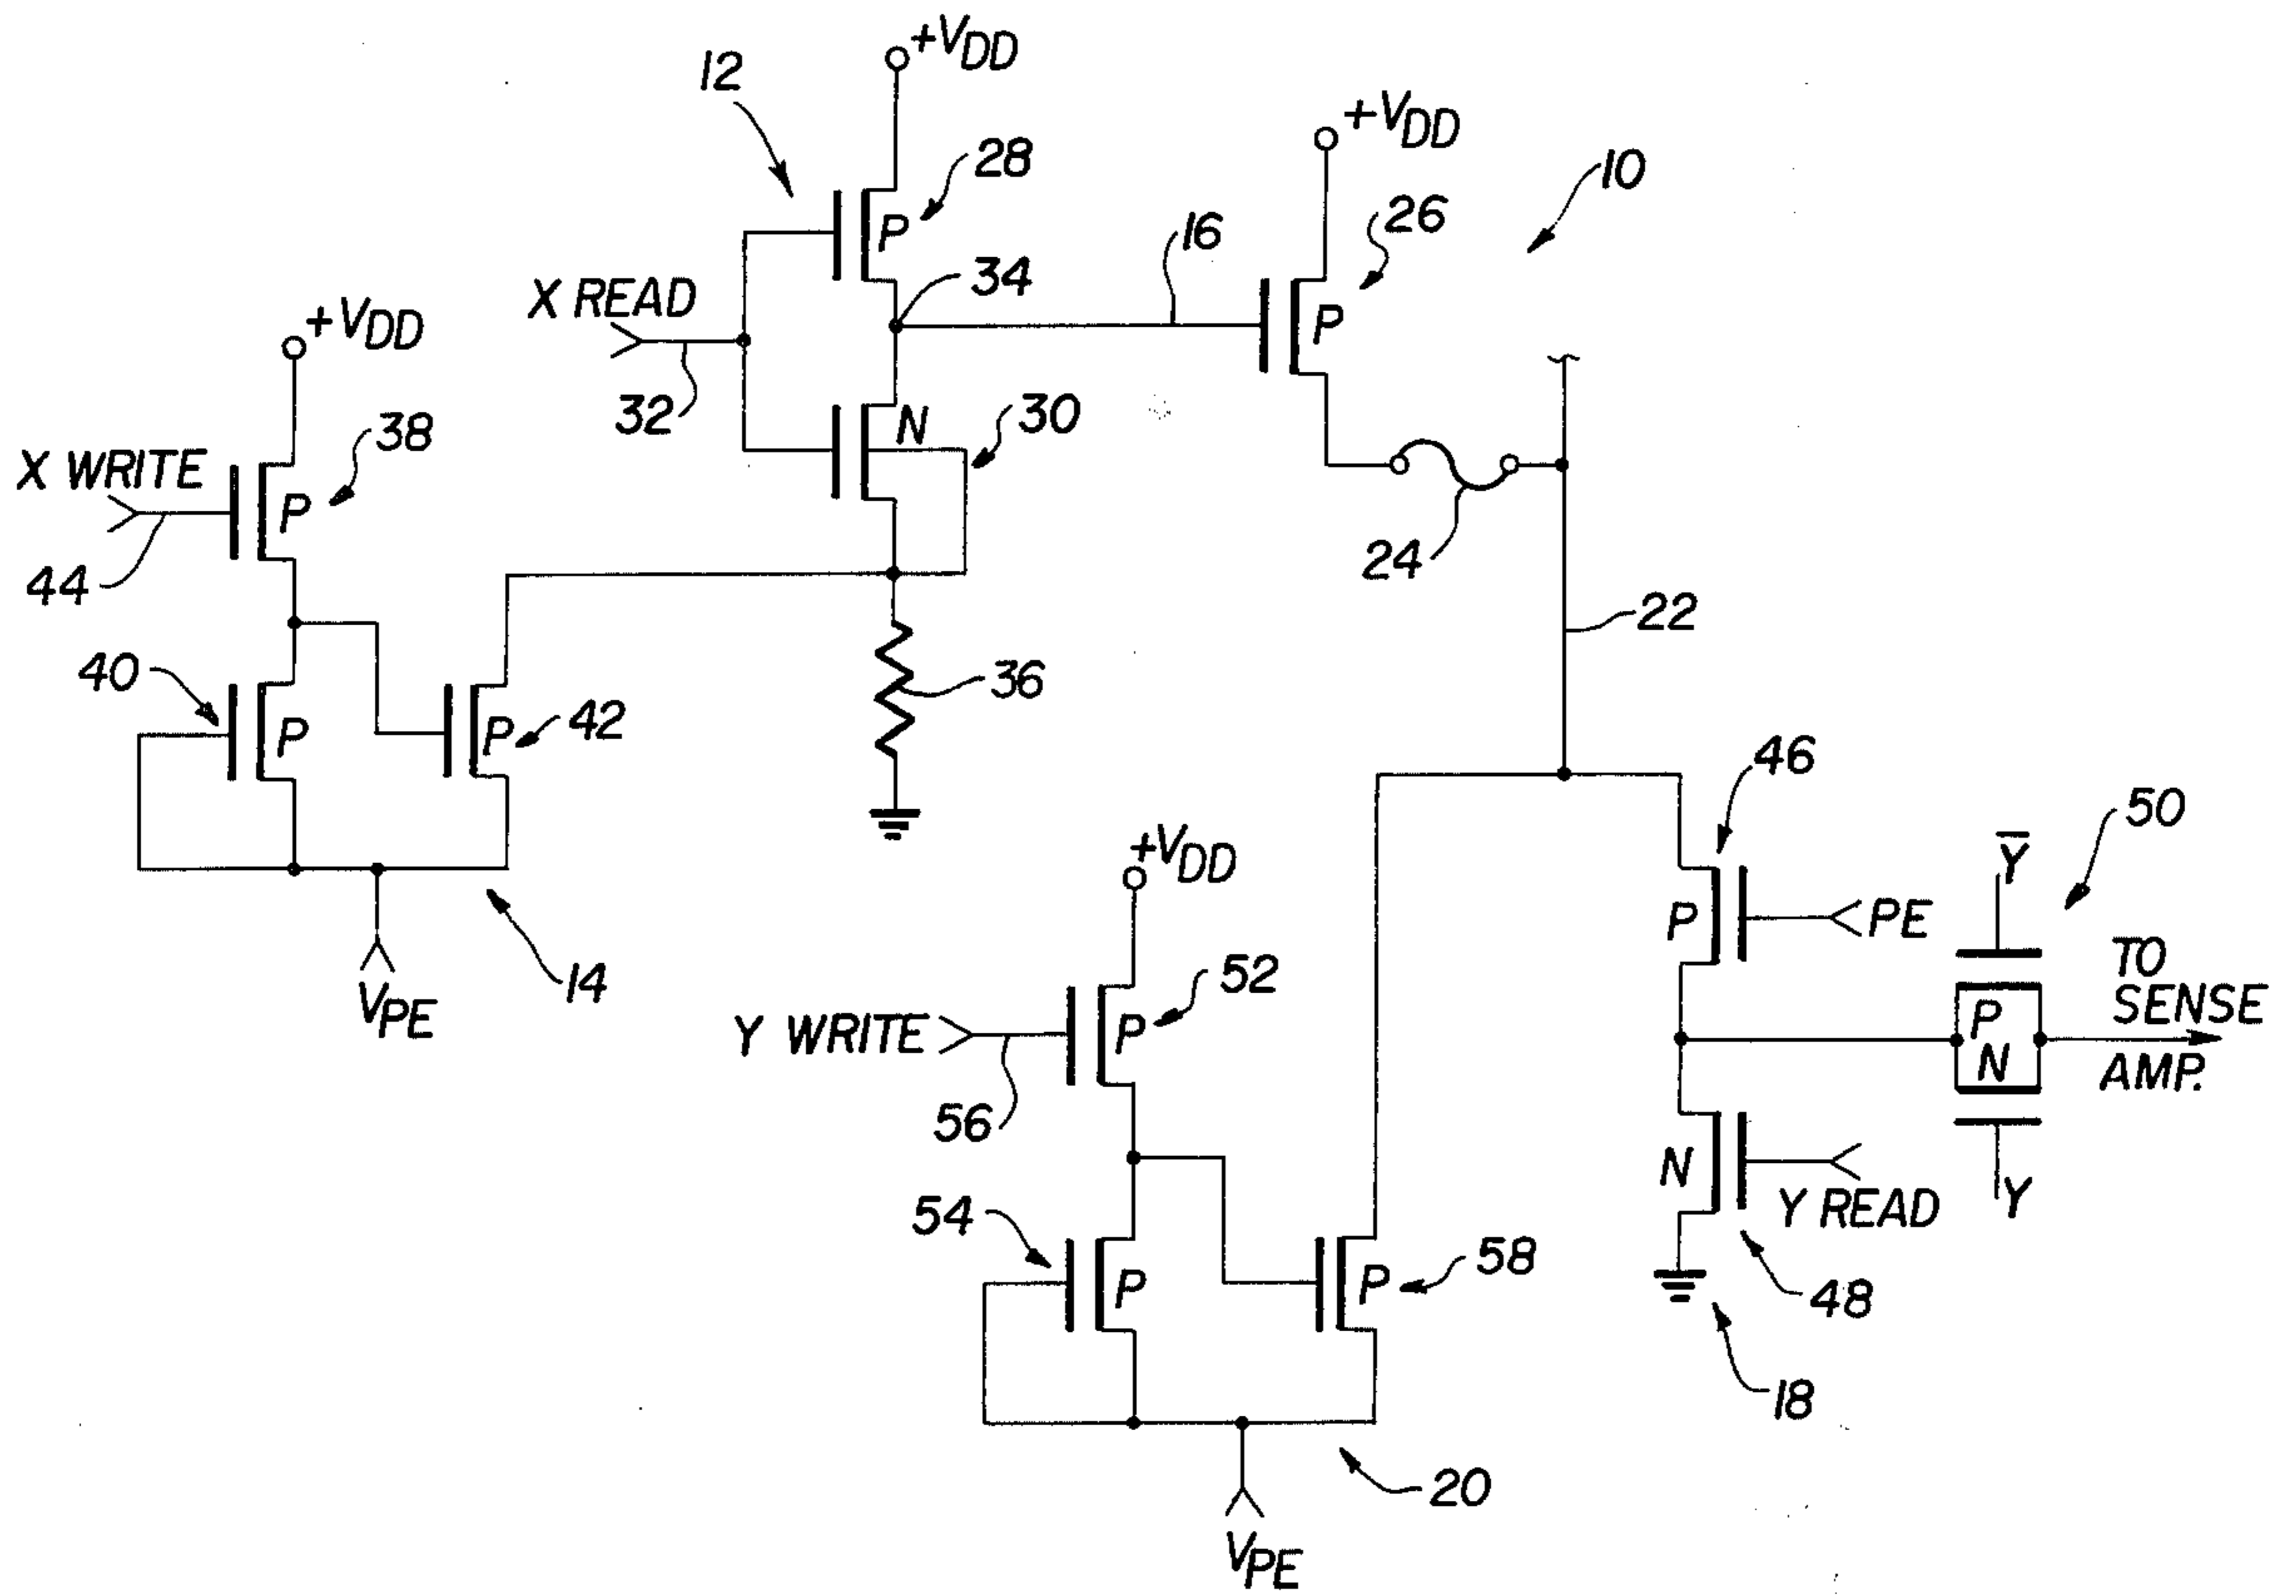 +VDD
12
+VDD
28
10
26
P
16
34
X READ
P
+VDD
32
N
30
38
X WRITE
P
24
44
22
40
36
P
P
42
46
50
+VDD
Y
P
PE
14
TO
SENSE
AMP.
VPE
52
P
N
Y WRITE
P
56
N
Y READ
Y
54
58
P
P
48
18
20
VPE